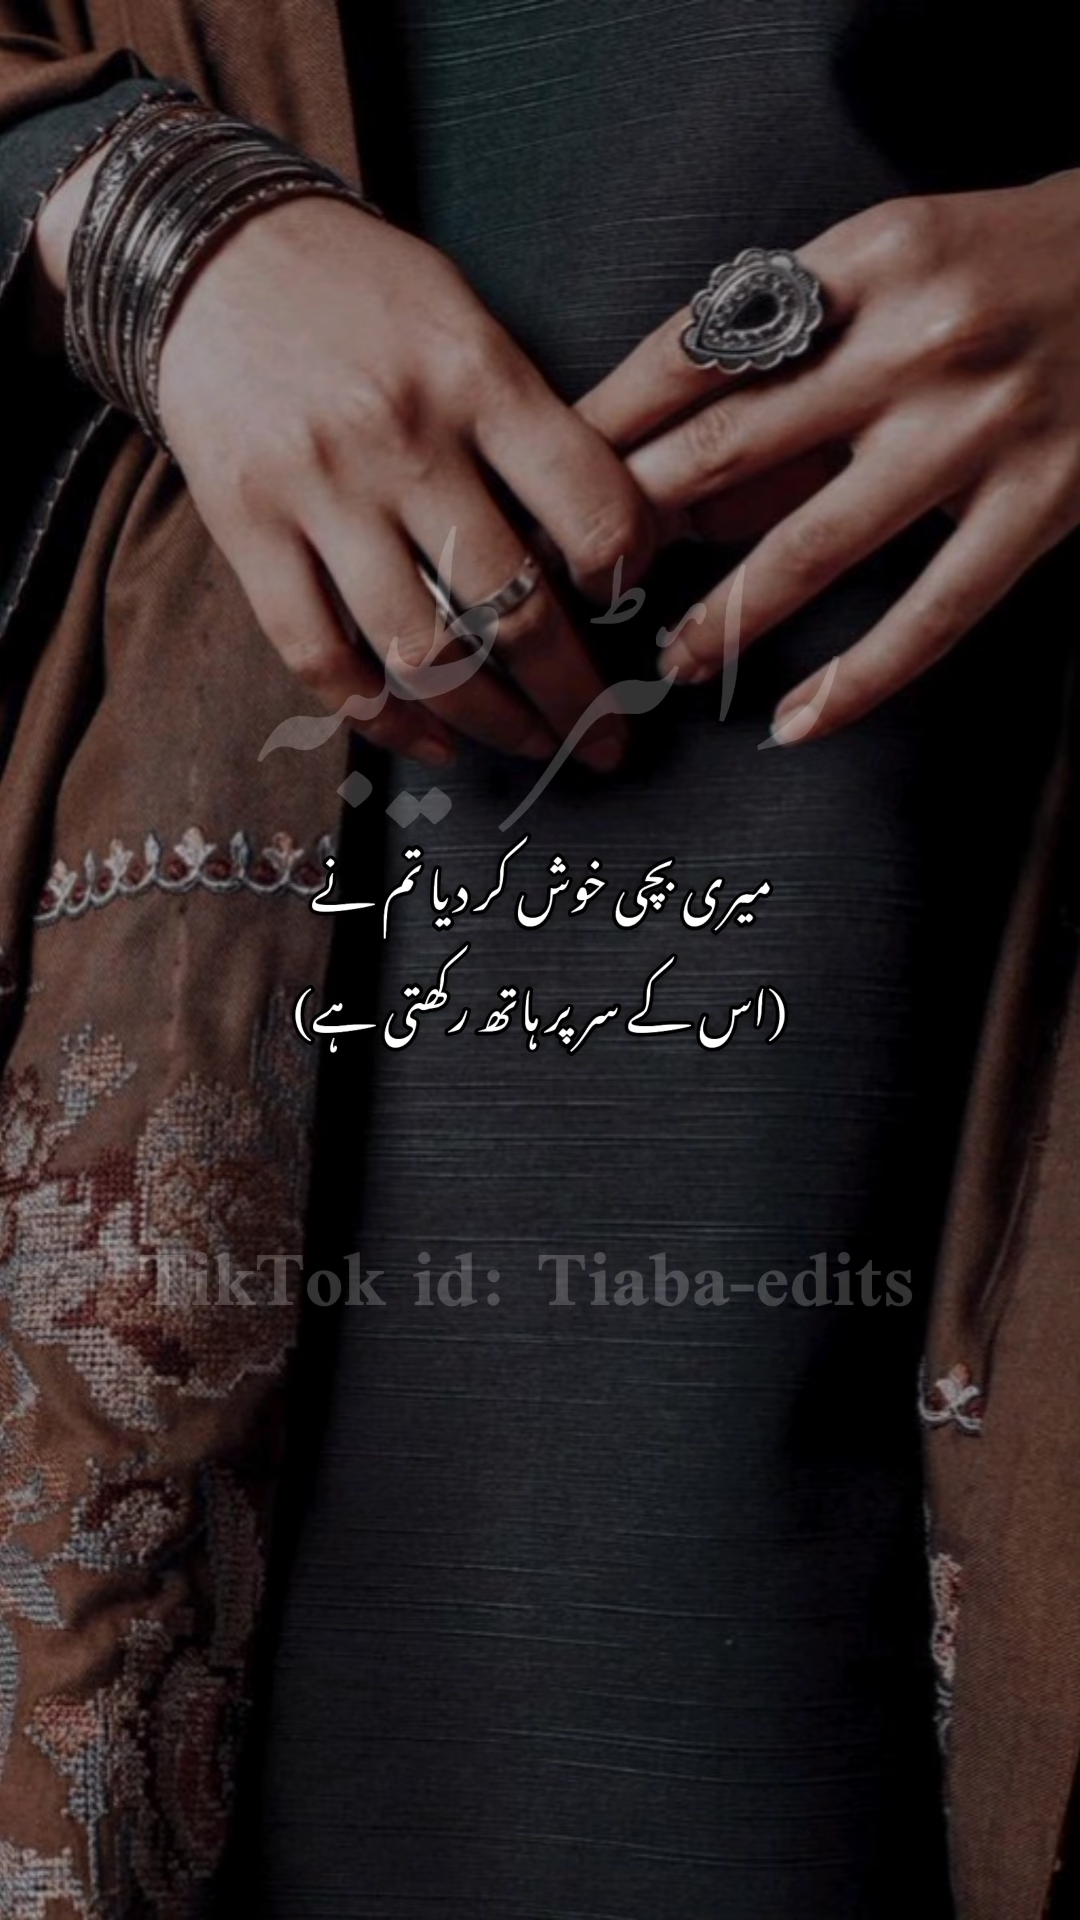 رائٹر طیبہ
میری بچی خوش کر دیا تم نے
(اس کے سر پر ہاتھ رکھتی ہے)
TikTok id: Tiaba-edits